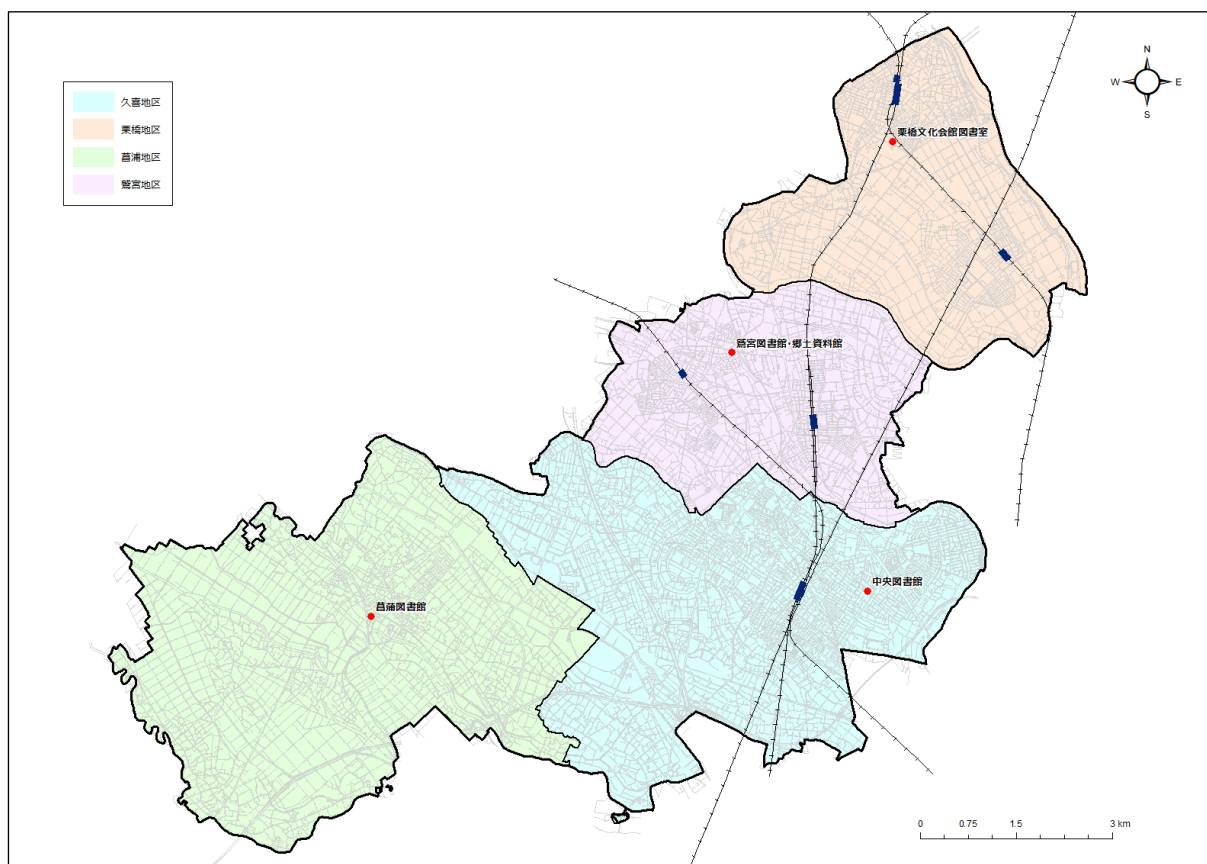 久喜地区
栗橋地区
菖蒲地区
鷲宮地区
N
W
E
S
栗橋文化会館図書室
鷲宮図書館・郷土資料館
中央図書館
菖蒲図書館
0 0.75 1.5 3 km